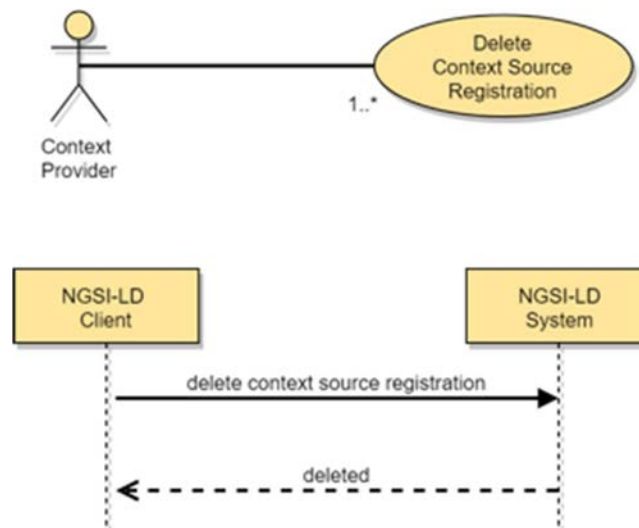 Delete
Context Source
Registration
1..*
Context
Provider
NGSI-LD
Client
NGSI-LD
System
delete context source registration
deleted